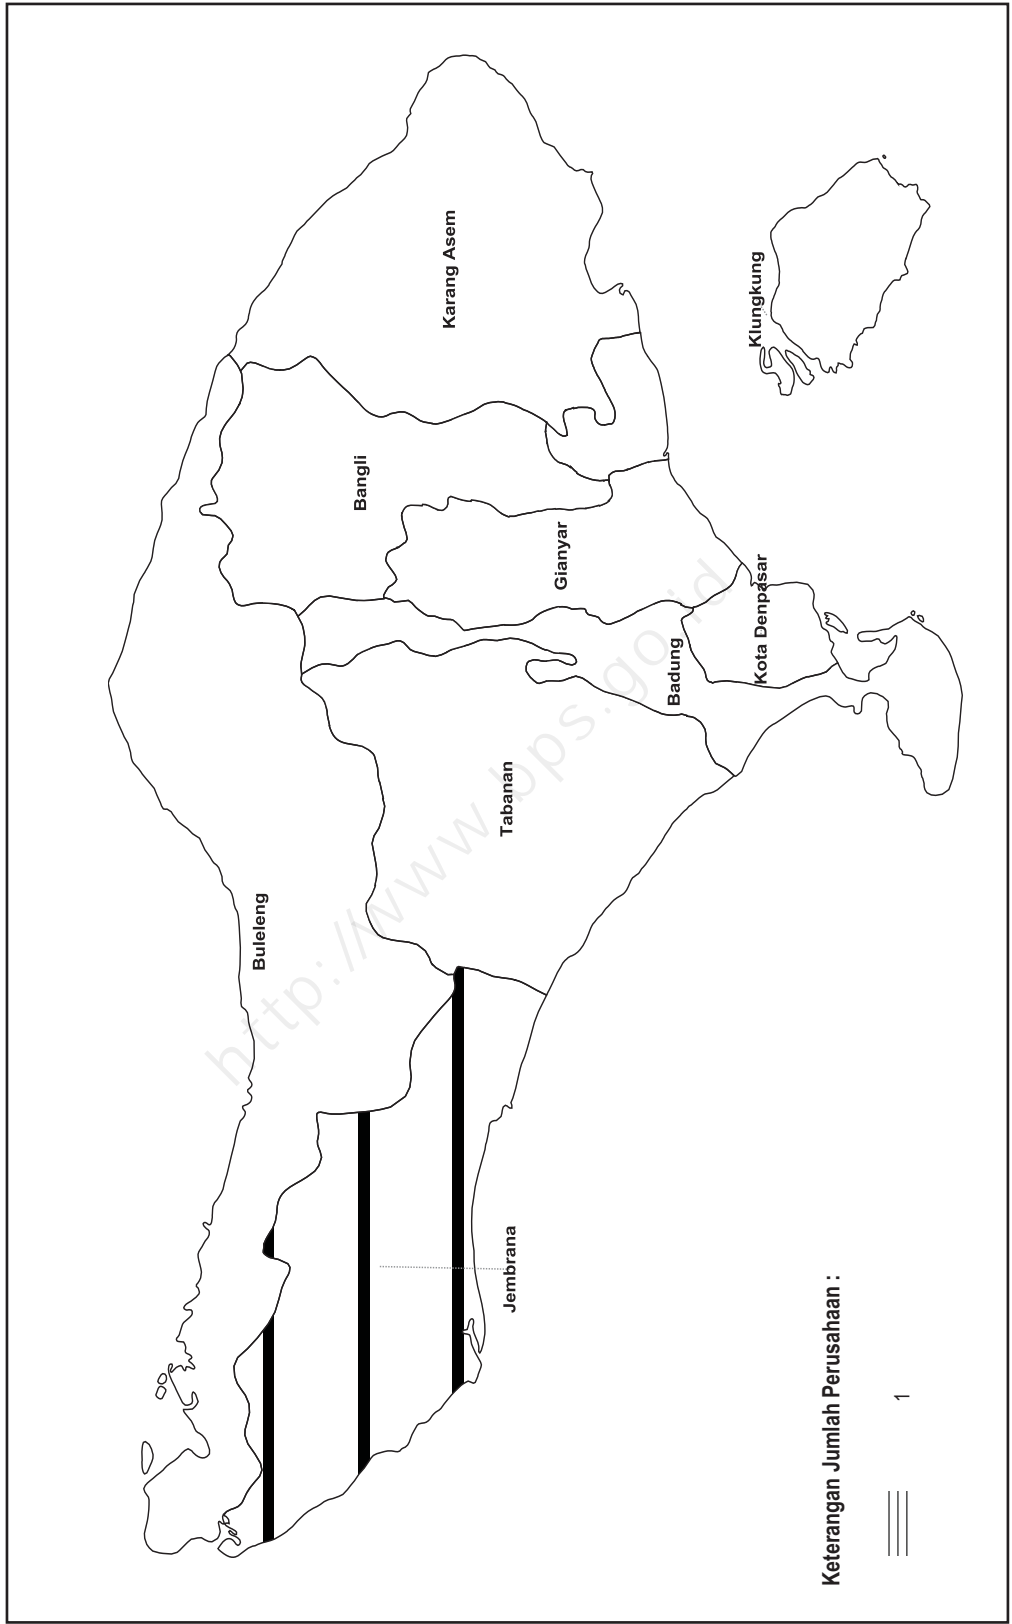 Karang Asem
Klungkung
Bangli
Gianyar
Kota Denpasar
Badung
Tabanan
Buleleng
Jembrana
http://www.bps.go.id
Keterangan Jumlah Perusahaan :
1